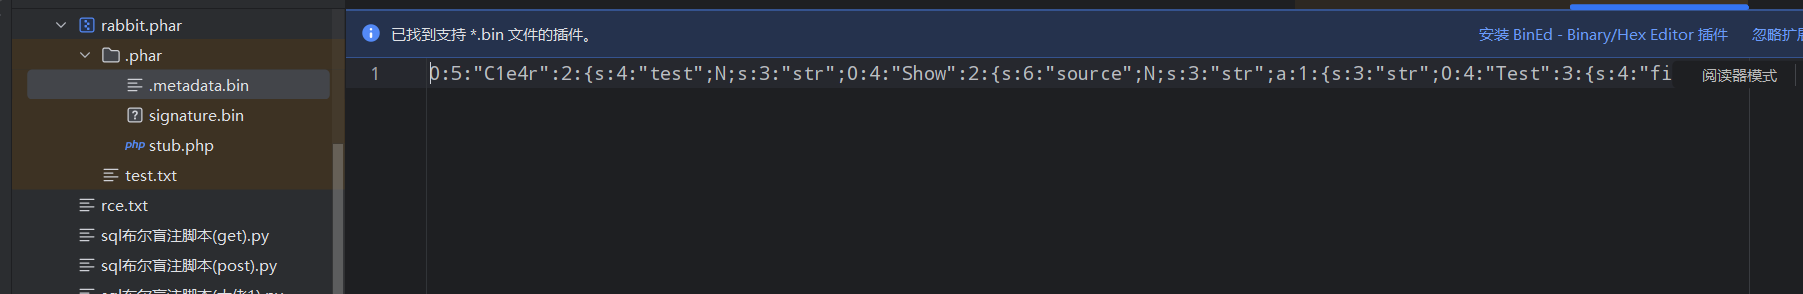 rabbit.phar
.phar
.metadata.bin
signature.bin
php stub.php
test.txt
rce.txt
sql布尔盲注脚本(get).py
sql布尔盲注脚本(post).py
已找到支持 *.bin 文件的插件。
安装 BinEd - Binary/Hex Editor 插件 忽略扩展
1 O:5:"C1e4r":2:{s:4:"test";N;s:3:"str";O:4:"Show":2:{s:6:"source";N;s:3:"str";a:1:{s:3:"str";O:4:"Test":3:{s:4:"fi
阅读器模式